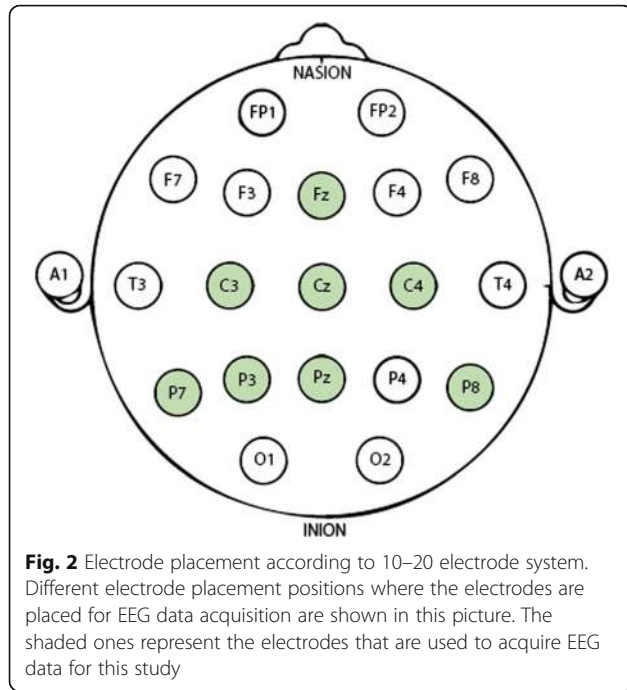 NASION
FP1 FP2
F7 F3 Fz F4 F8
A1 T3 C3 Cz C4 T4 A2
P7 P3 Pz P4 P8
O1 O2
INION
Fig. 2 Electrode placement according to 10–20 electrode system.
Different electrode placement positions where the electrodes are
placed for EEG data acquisition are shown in this picture. The
shaded ones represent the electrodes that are used to acquire EEG
data for this study